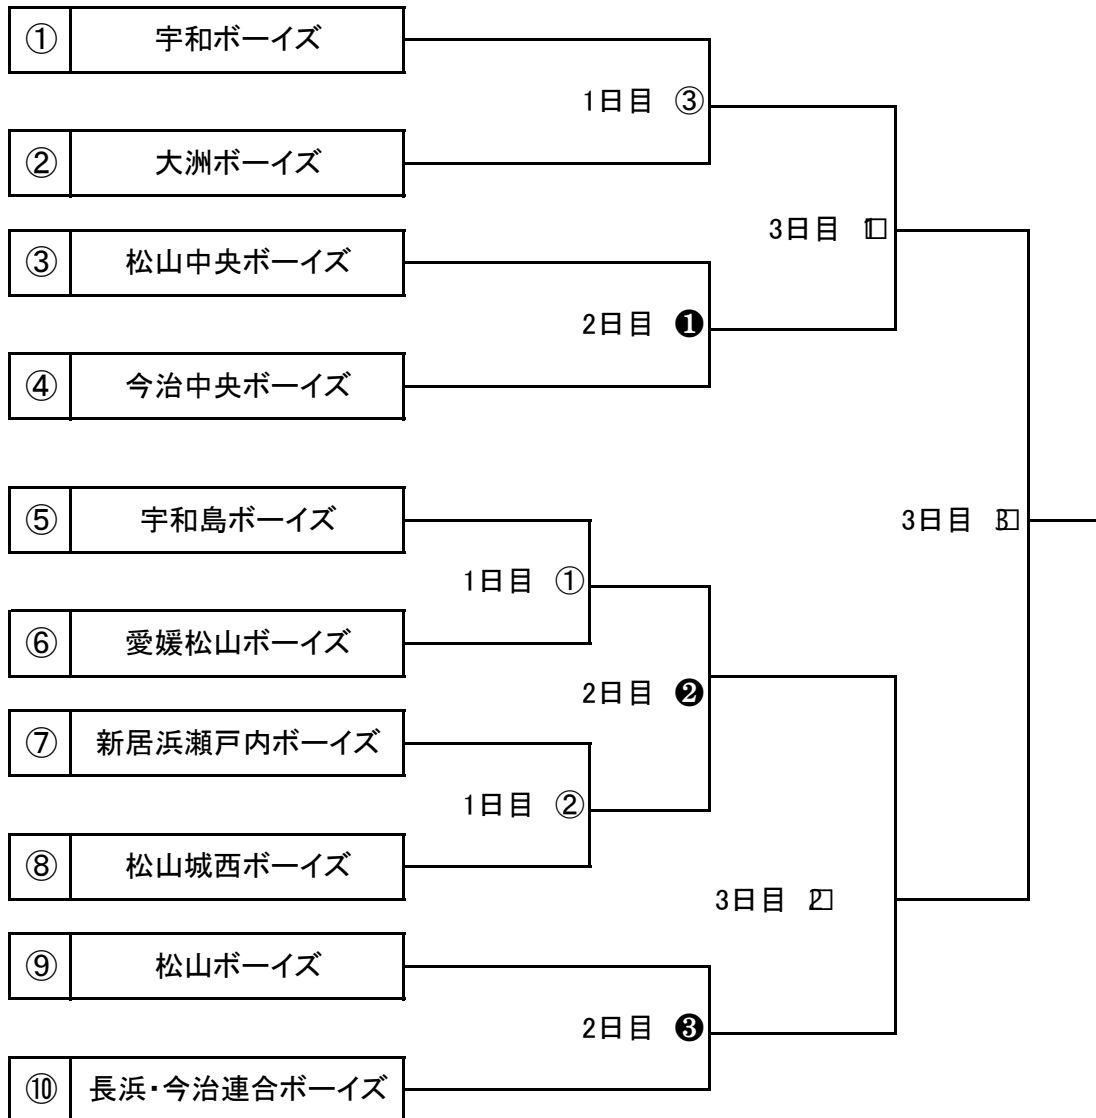 ① 宇和ボーイズ
1日目 ③
② 大洲ボーイズ
3日目 1⃣
③ 松山中央ボーイズ
2日目 ❶
④ 今治中央ボーイズ
⑤ 宇和島ボーイズ
3日目 3⃣
1日目 ①
⑥ 愛媛松山ボーイズ
2日目 ❷
⑦ 新居浜瀬戸内ボーイズ
1日目 ②
⑧ 松山城西ボーイズ
3日目 2⃣
⑨ 松山ボーイズ
2日目 ❸
⑩ 長浜・今治連合ボーイズ